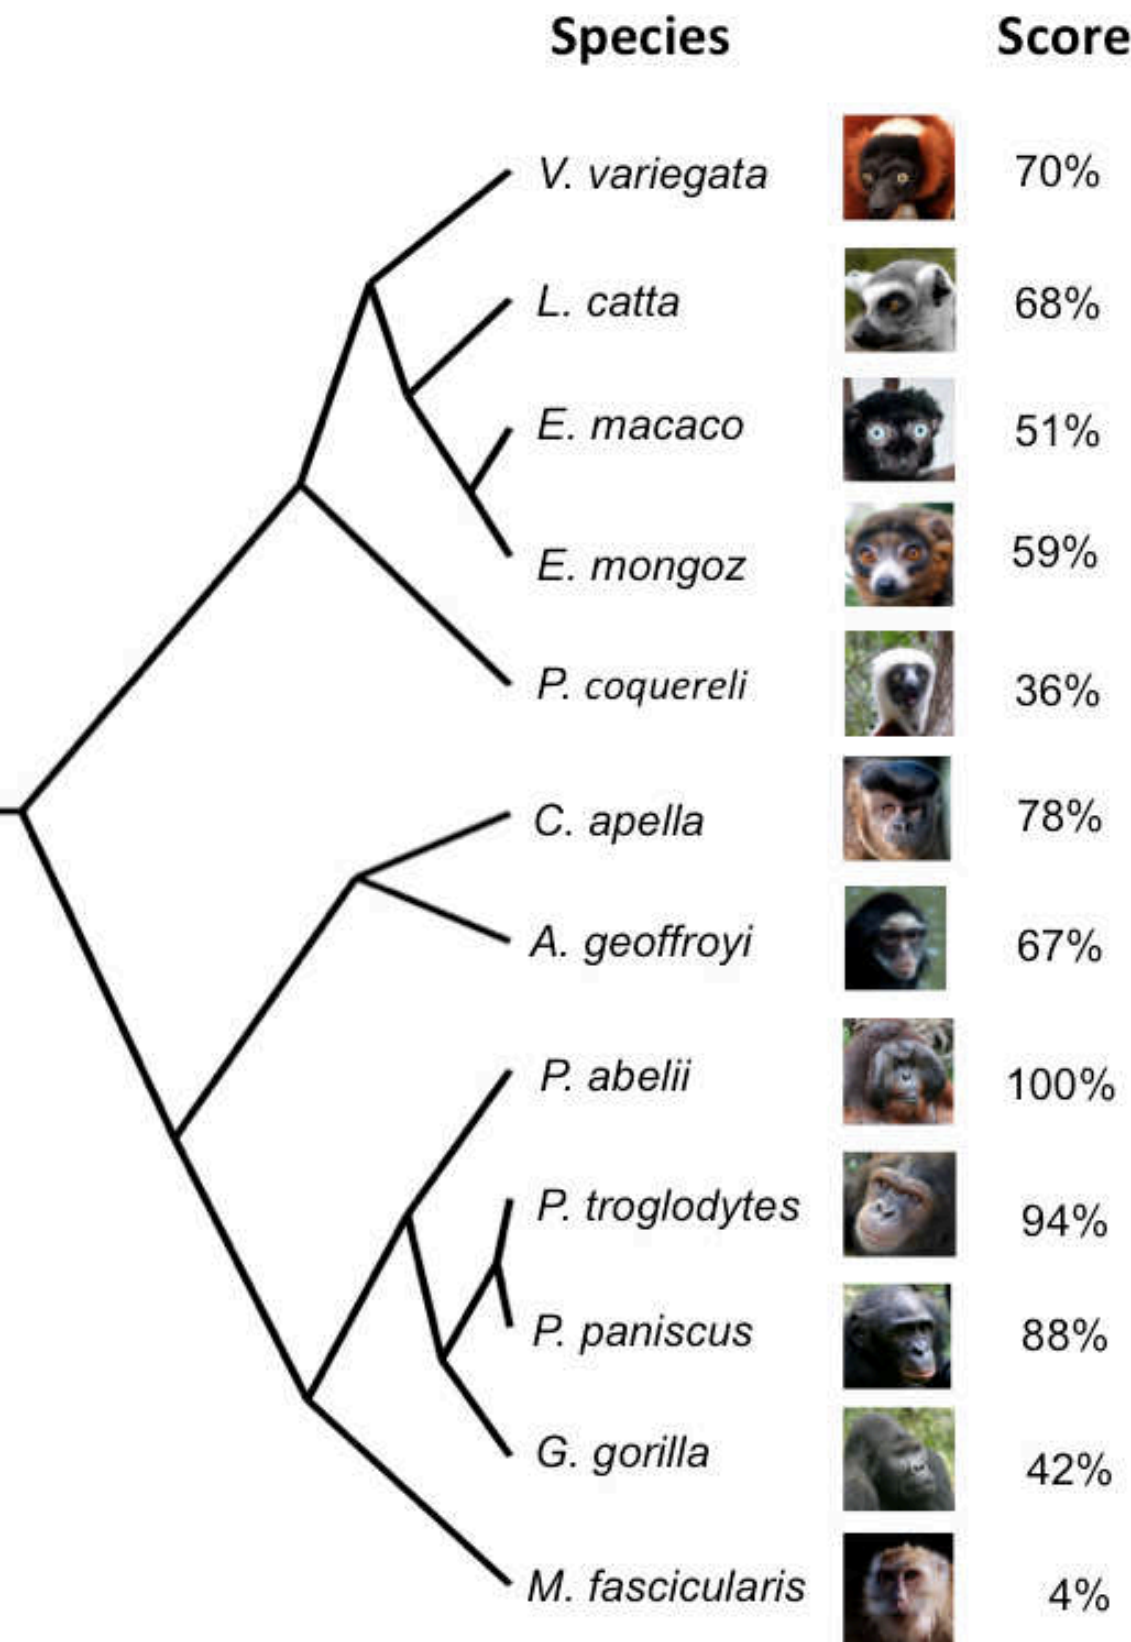 Species Score
V. variegata 70%
L. catta 68%
E. macaco 51%
E. mongoz 59%
P. coquereli 36%
C. apella 78%
A. geoffroyi 67%
P. abelii 100%
P. troglodytes 94%
P. paniscus 88%
G. gorilla 42%
M. fascicularis 4%